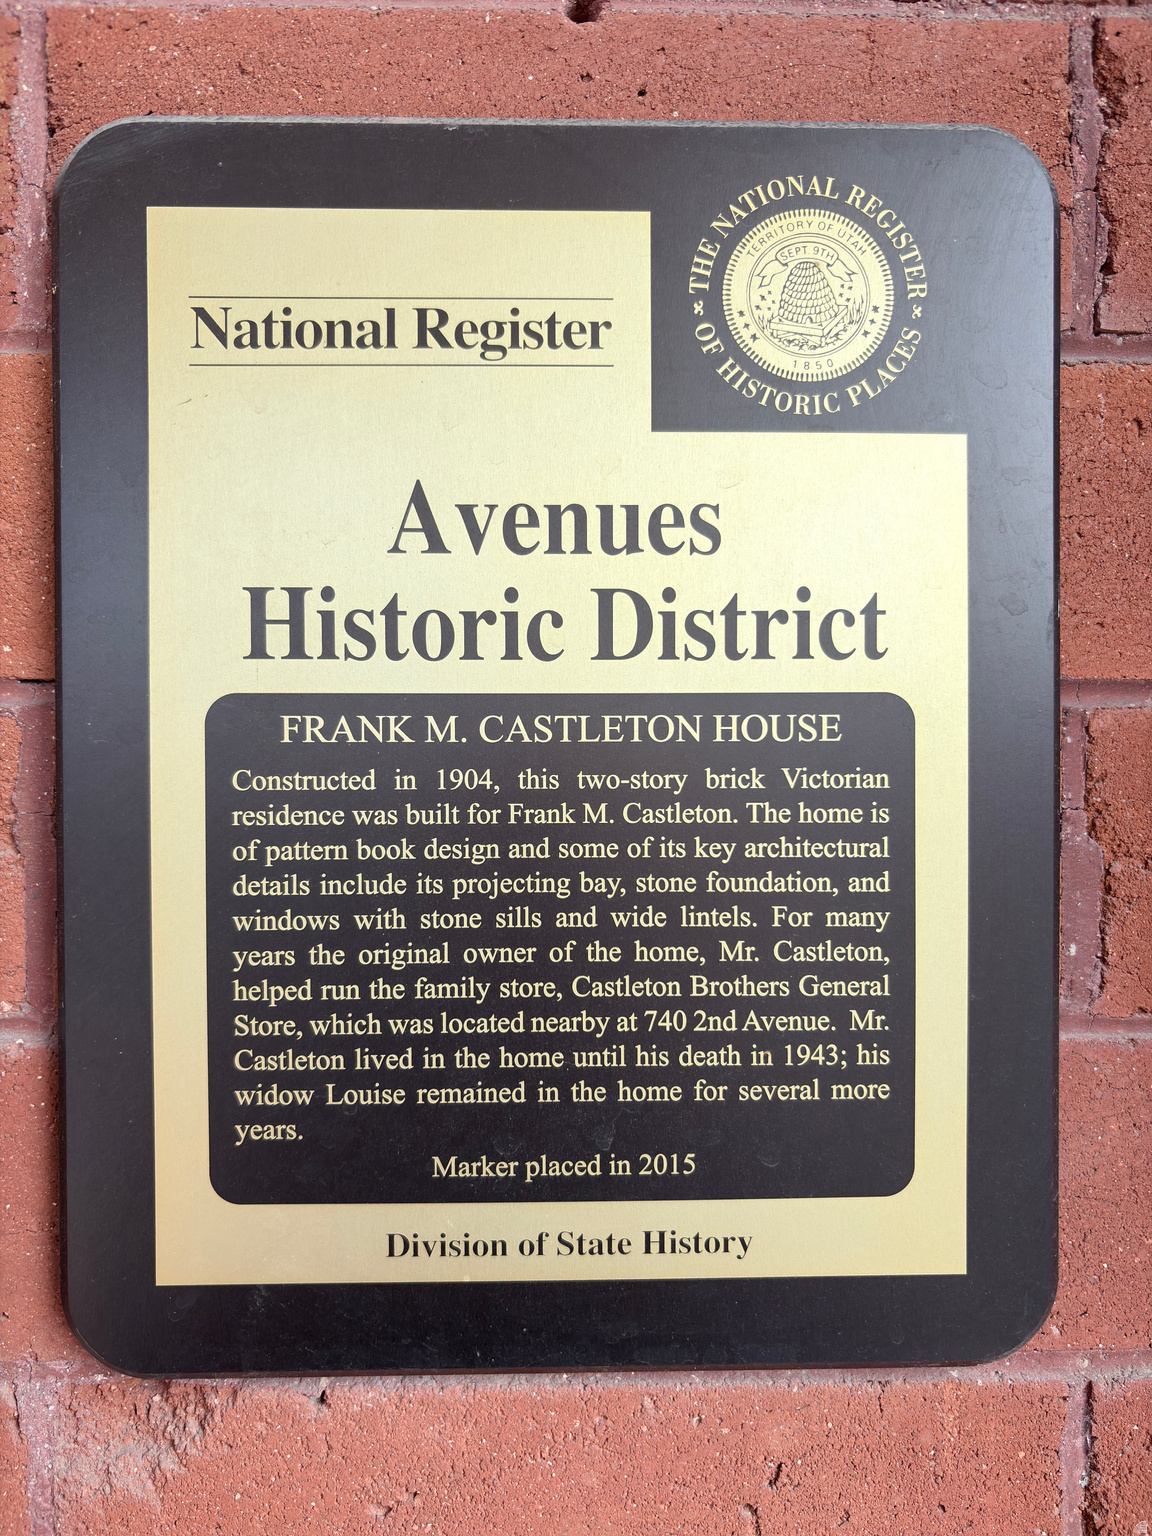 THE NATIONAL REGISTER
OF HISTORIC PLACES
TERRITORY OF UTAH
SEPT 9TH
1850
National Register
Avenues
Historic District
FRANK M. CASTLETON HOUSE
Constructed in 1904, this two-story brick Victorian
residence was built for Frank M. Castleton. The home is
of pattern book design and some of its key architectural
details include its projecting bay, stone foundation, and
windows with stone sills and wide lintels. For many
years the original owner of the home, Mr. Castleton,
helped run the family store, Castleton Brothers General
Store, which was located nearby at 740 2nd Avenue. Mr.
Castleton lived in the home until his death in 1943; his
widow Louise remained in the home for several more
years.
Marker placed in 2015
Division of State History